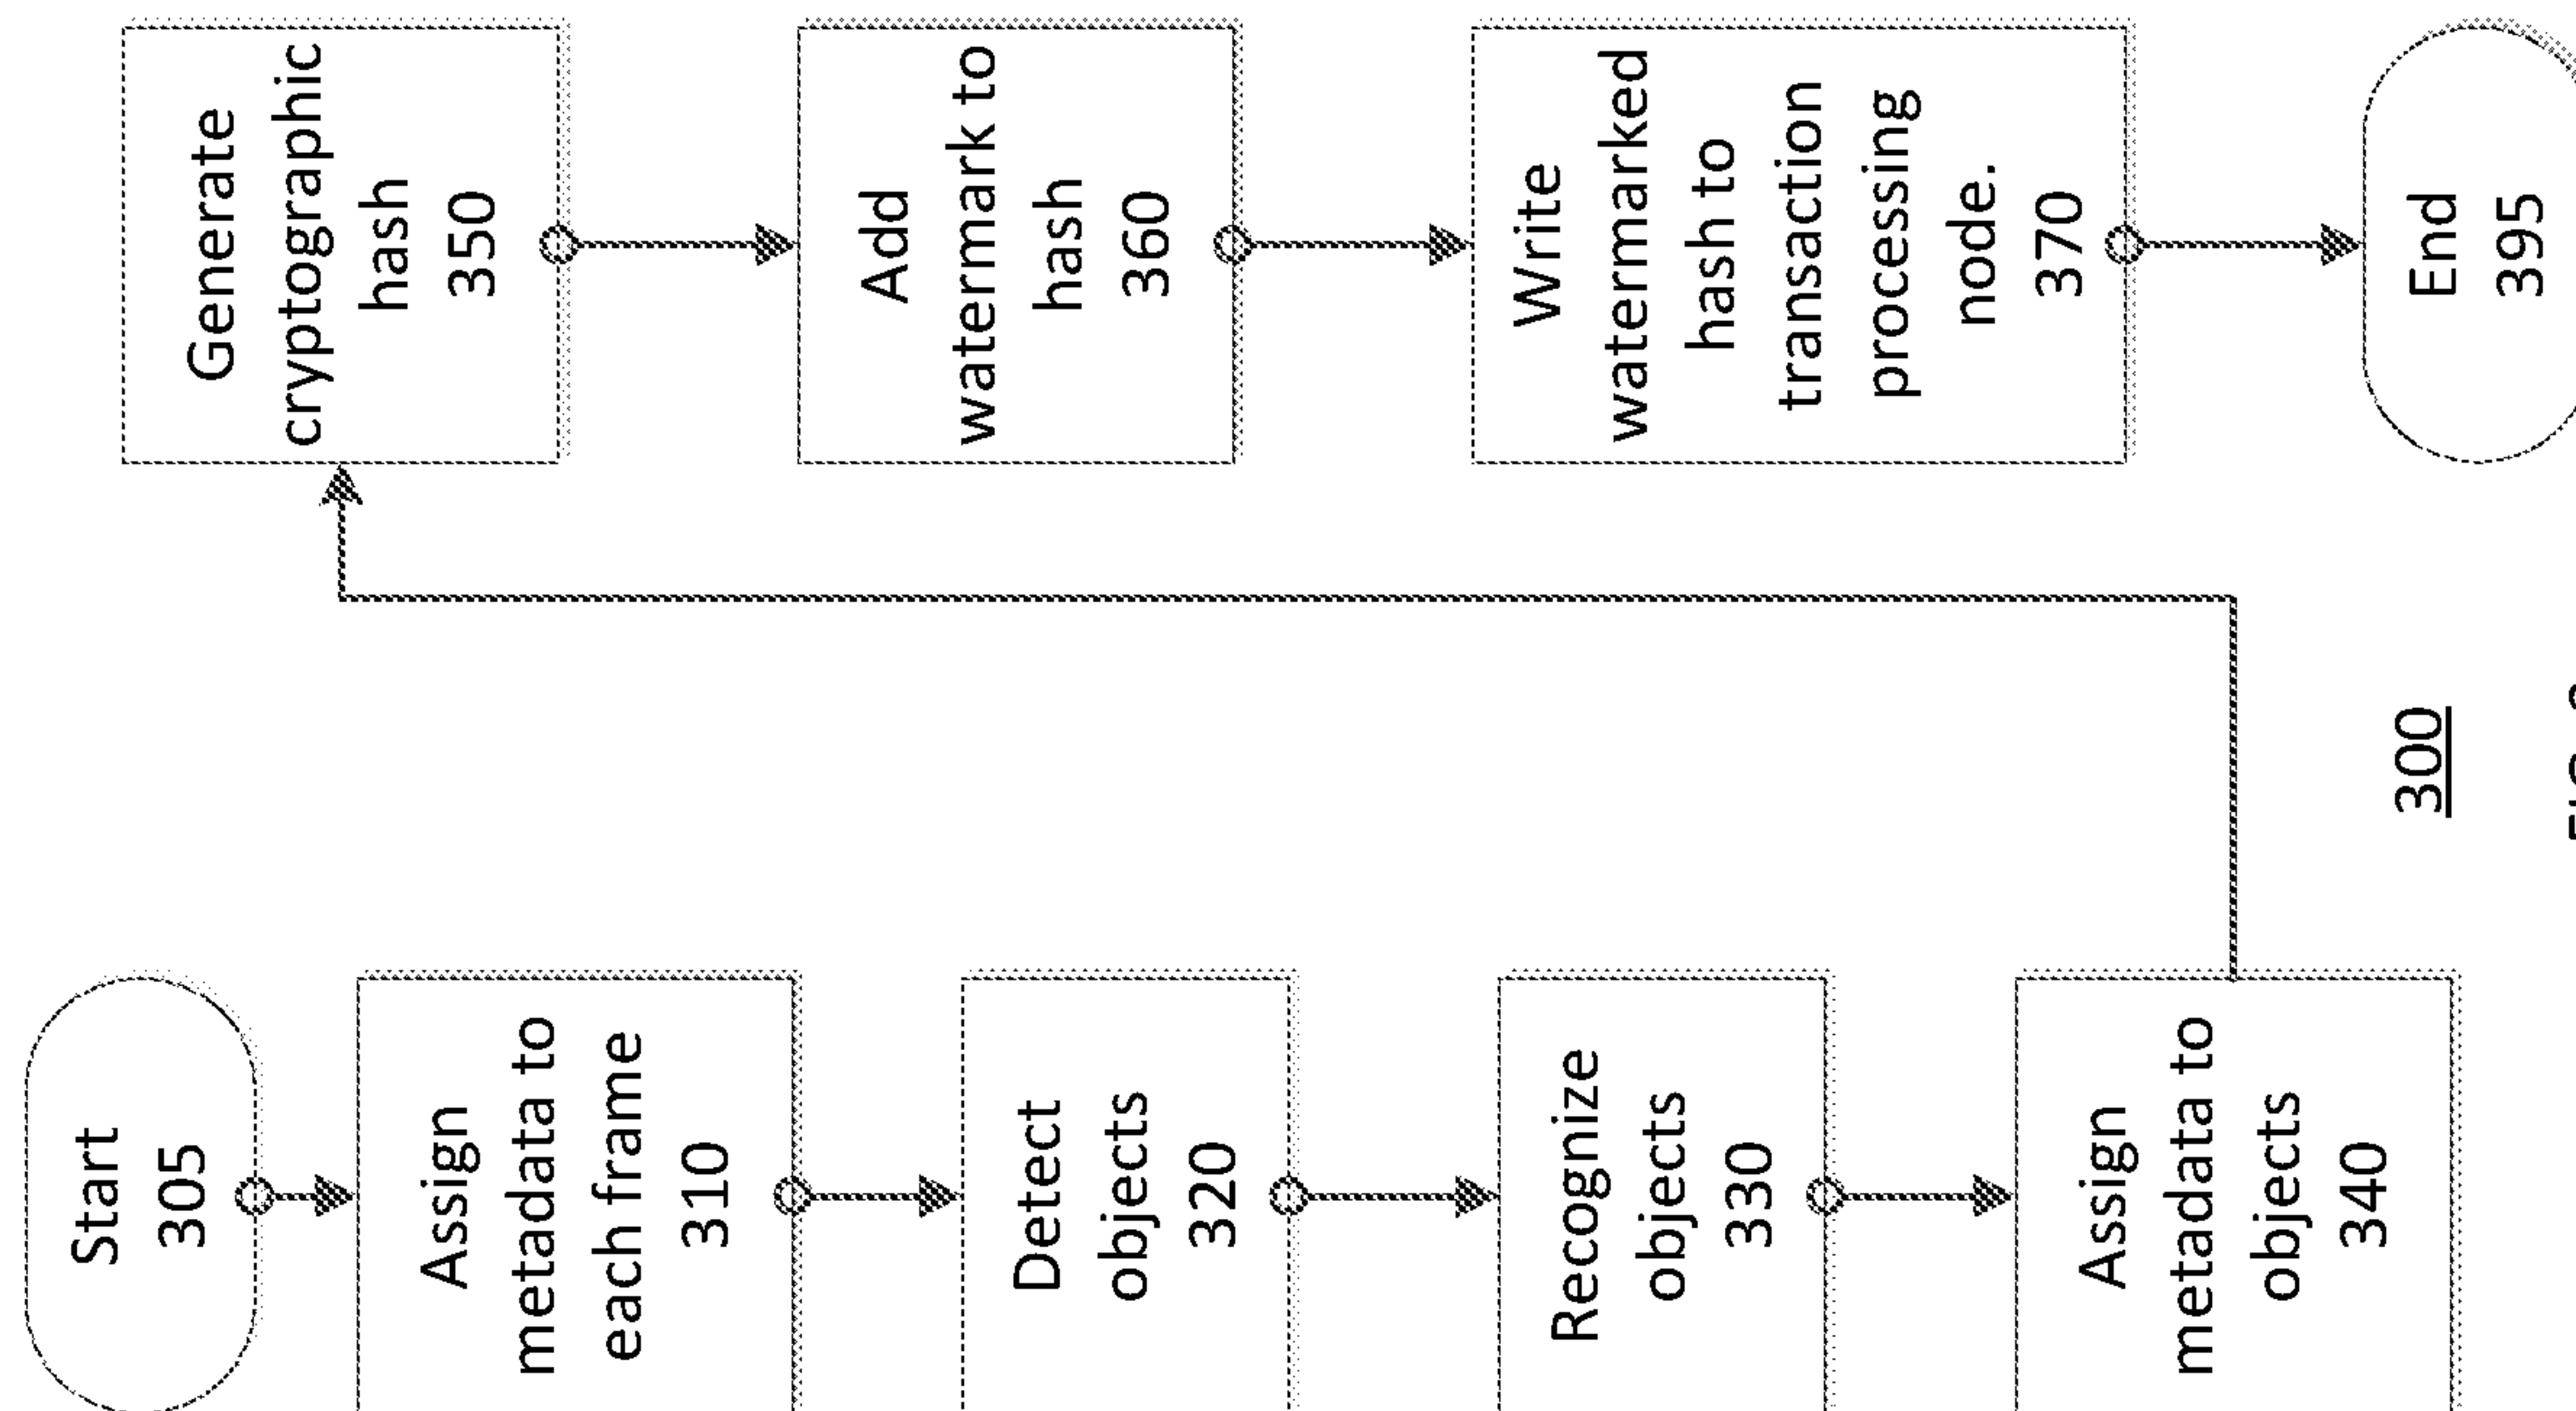 Start
305
Assign
metadata to
each frame
310
Detect
objects
320
Recognize
objects
330
Assign
metadata to
objects
340
Generate
cryptographic
hash
350
Add
watermark to
hash
360
Write
watermarked
hash to
transaction
processing
node.
370
End
395
300